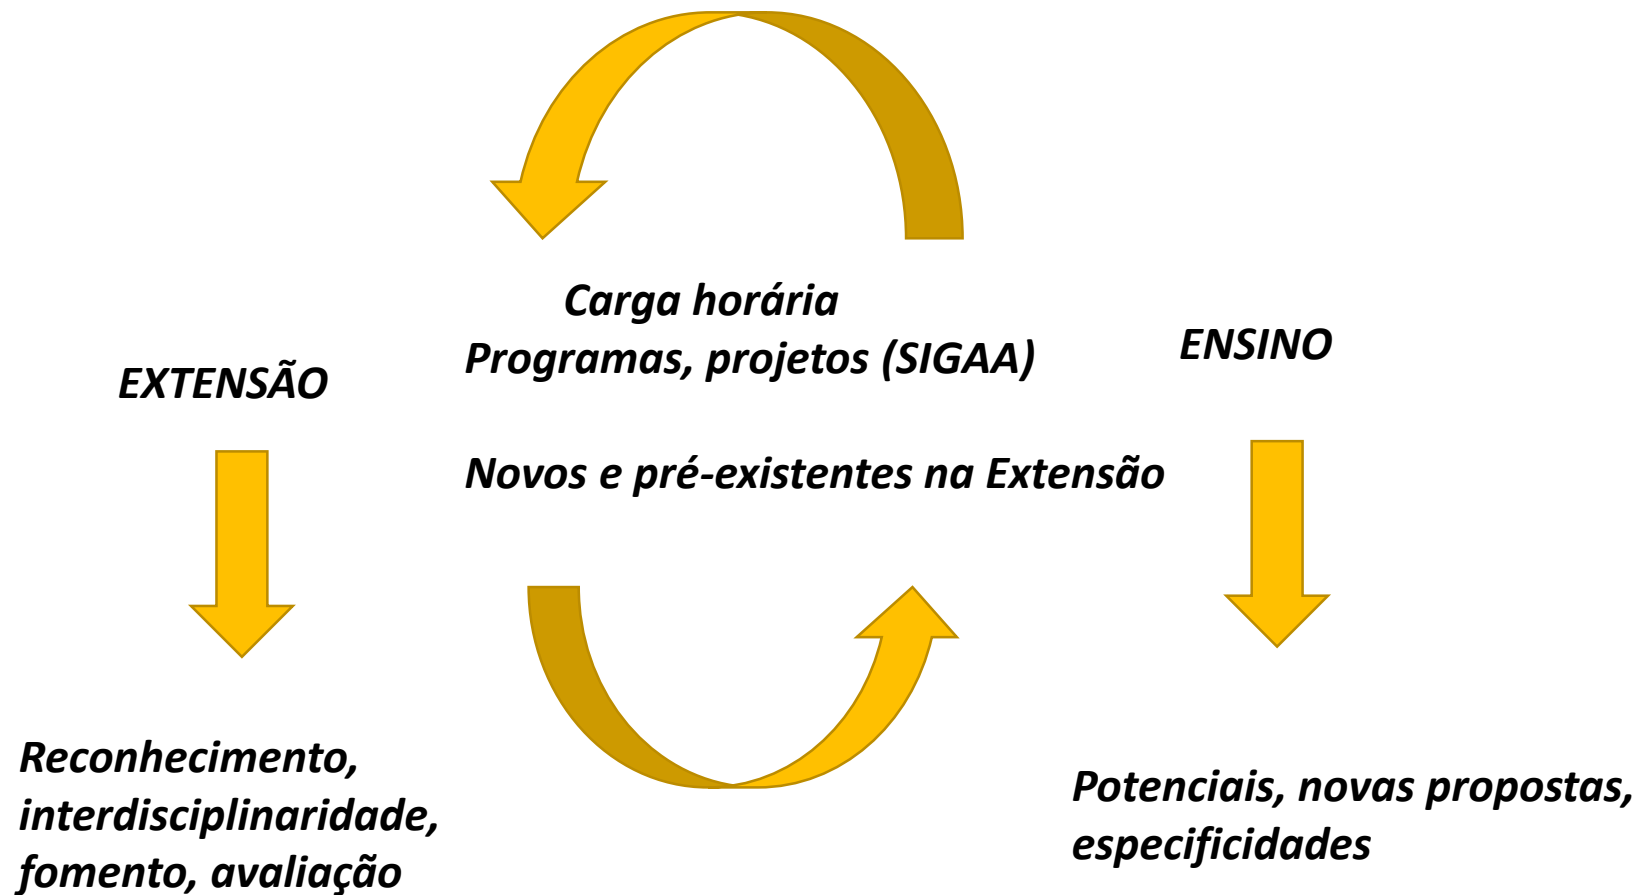 Carga horária
Programas, projetos (SIGAA)
Novos e pré-existentes na Extensão
EXTENSÃO
ENSINO
Reconhecimento,
interdisciplinaridade,
fomento, avaliação
Potenciais, novas propostas,
especificidades